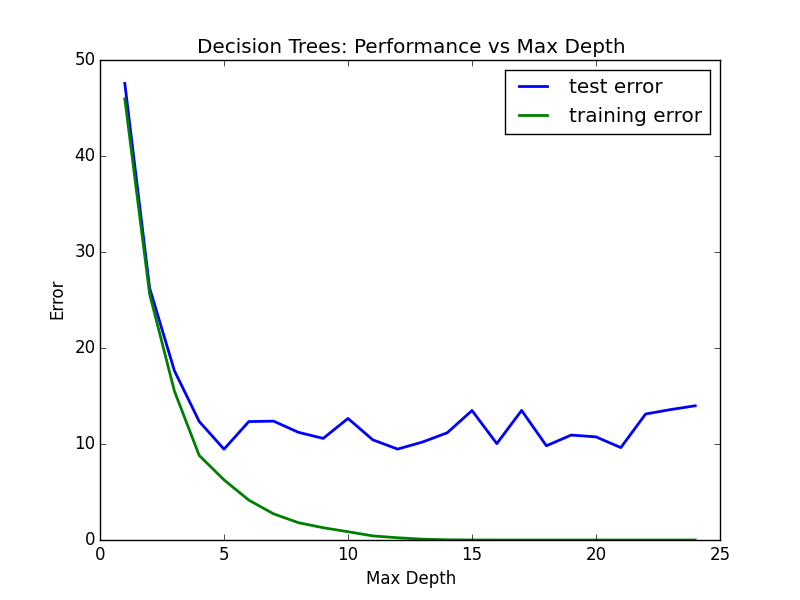 Decision Trees: Performance vs Max Depth
test error
training error
50
40
30
20
10
0
Error
0 5 10 15 20 25
Max Depth